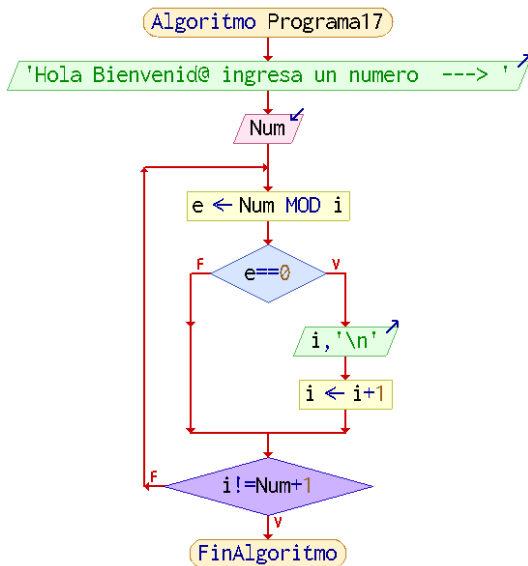 Algoritmo Programa17
'Hola Bienvenid@ ingresa un numero ---> '
Num
e ← Num MOD i
F
e==0
V
i,'\n'
i ← i+1
F
i!=Num+1
V
FinAlgoritmo